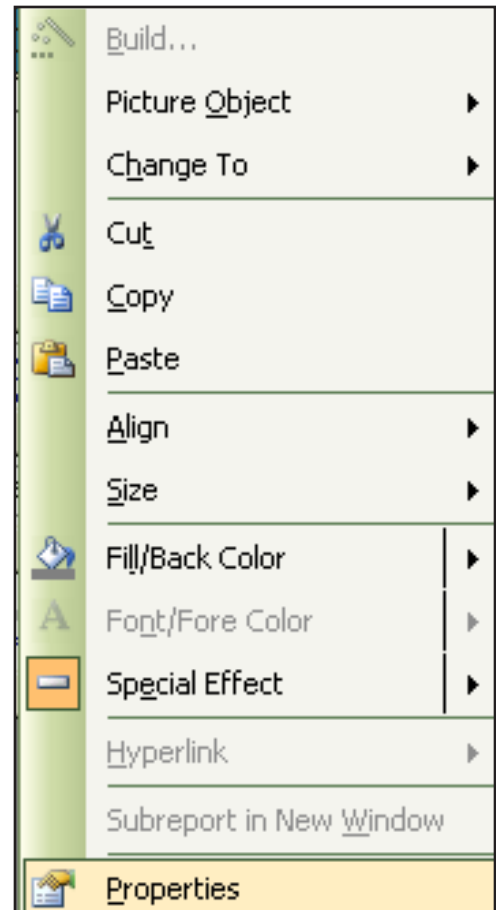 Build...
Picture Object
Change To
Cut
Copy
Paste
Align
Size
Fill/Back Color
A Font/Fore Color
Special Effect
Hyperlink
Subreport in New Window
Properties